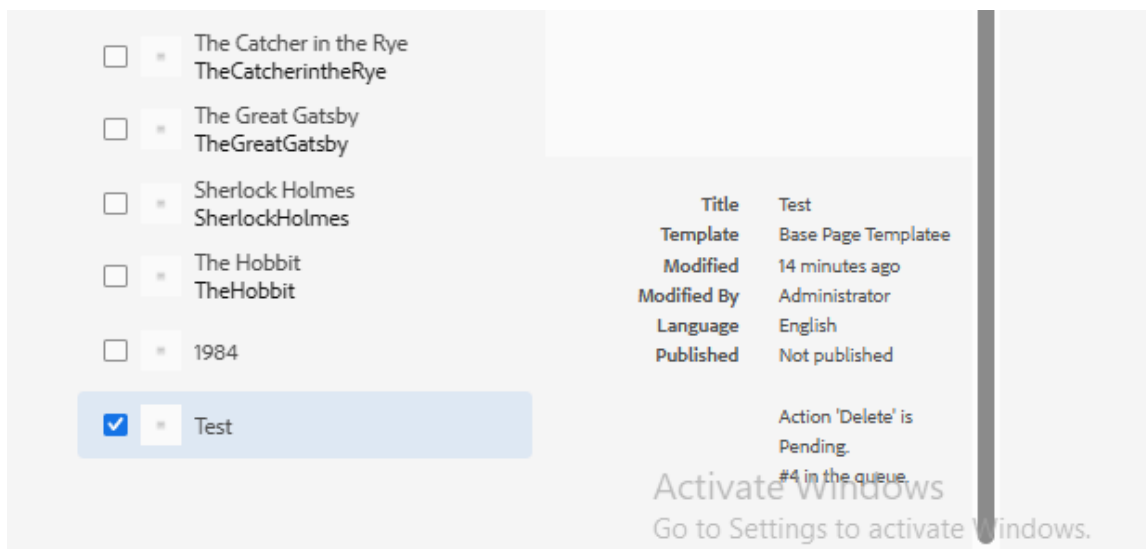 The Catcher in the Rye
TheCatcherintheRye
The Great Gatsby
TheGreatGatsby
Sherlock Holmes
SherlockHolmes
The Hobbit
TheHobbit
1984
Test
Title Test
Template Base Page Templatee
Modified 14 minutes ago
Modified By Administrator
Language English
Published Not published
Action 'Delete' is
Pending.
#4 in the queue.
Activate Windows
Go to Settings to activate Windows.